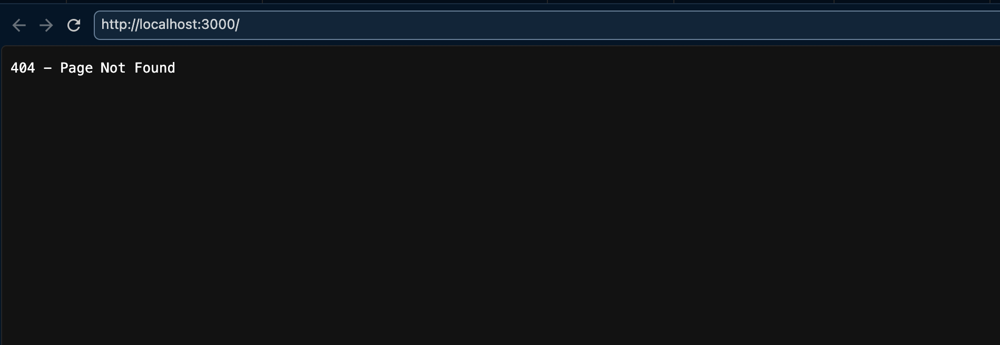 http://localhost:3000/
404 – Page Not Found